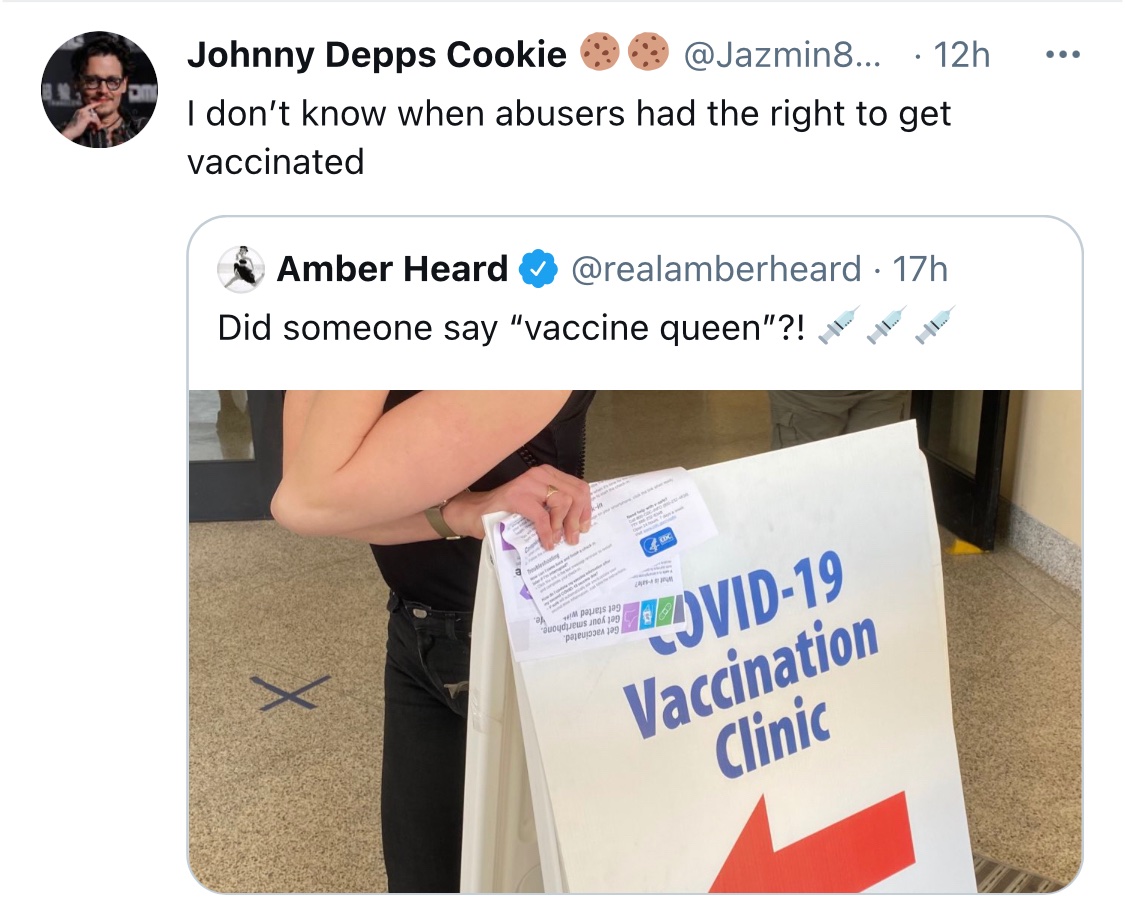 Johnny Depps Cookie 🍪🍪 @Jazmin8... · 12h
I don’t know when abusers had the right to get
vaccinated
Amber Heard @realamberheard · 17h
Did someone say “vaccine queen”?! 💉💉💉
CDC
Troubleshooting
What is v-safe?
Get vaccinated.
Get your smartphone.
Get started with
COVID-19
Vaccination
Clinic